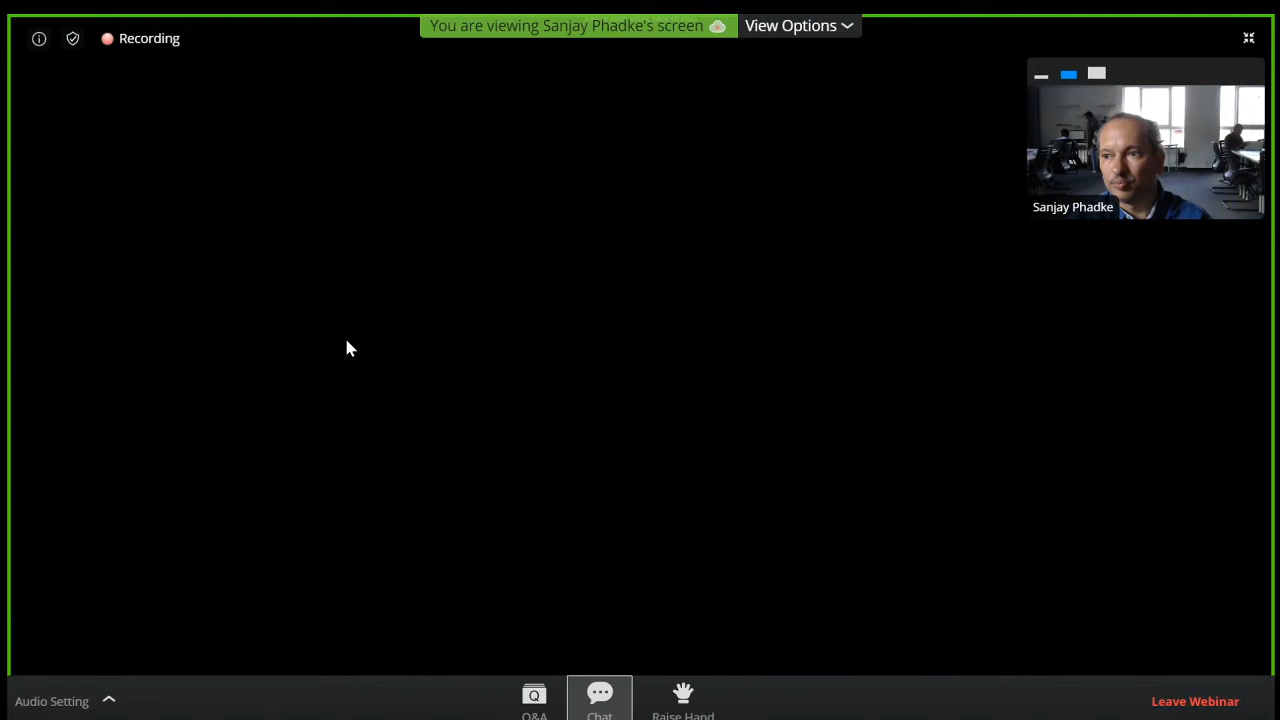 You are viewing Sanjay Phadke's screen View Options
Recording
Sanjay Phadke
Audio Setting
Q
Q&A
Chat
Raise Hand
Leave Webinar